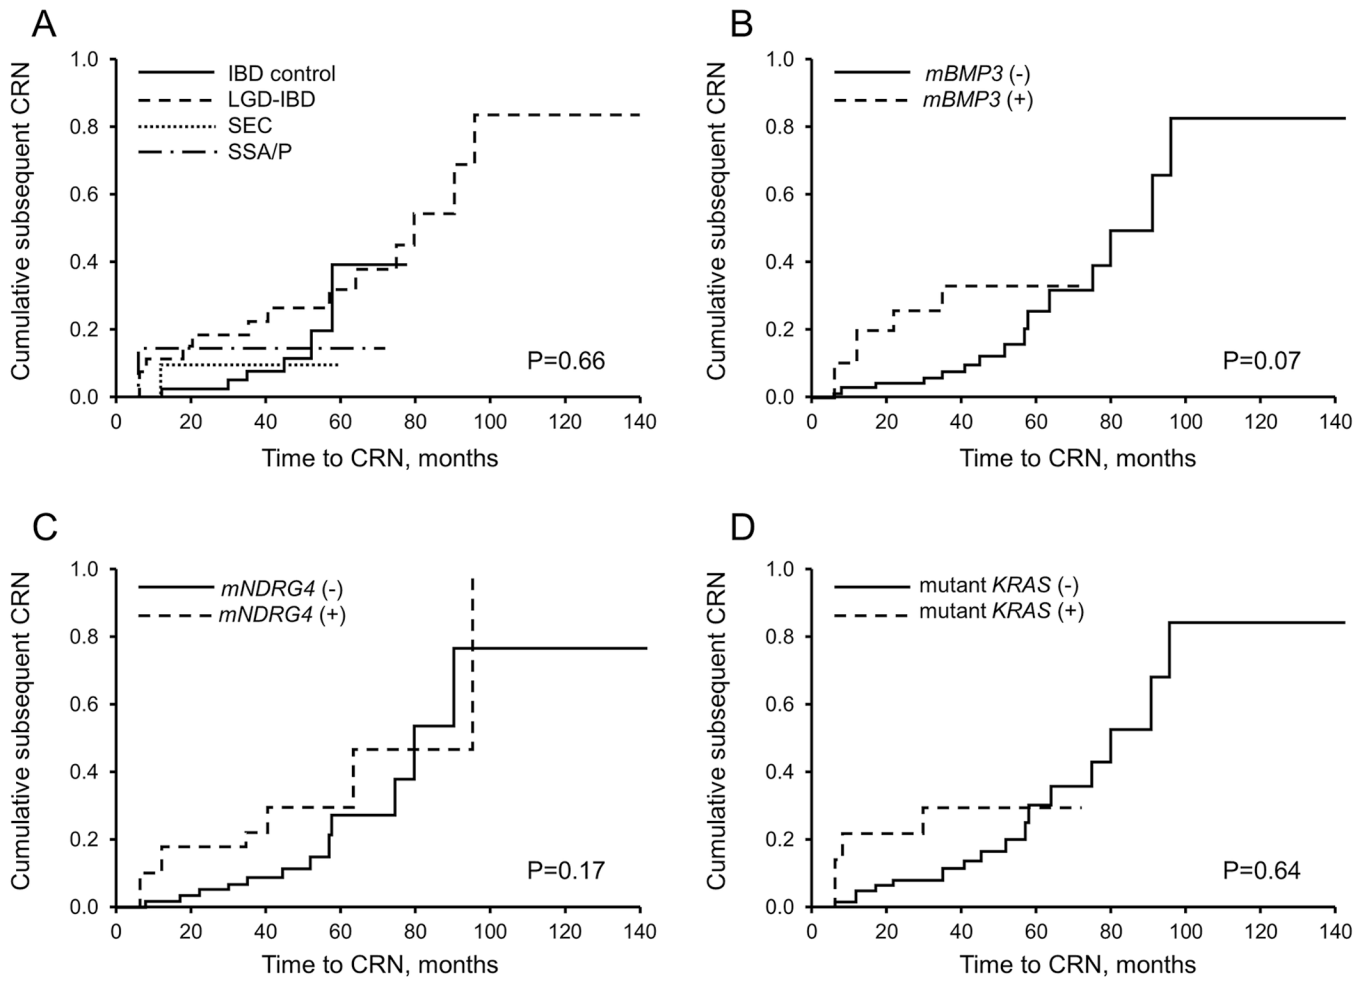 A
Cumulative subsequent CRN
1.0
0.8
0.6
0.4
0.2
0.0
IBD control
LGD-IBD
SEC
SSA/P
P=0.66
0 20 40 60 80 100 120 140
Time to CRN, months
B
Cumulative subsequent CRN
1.0
0.8
0.6
0.4
0.2
0.0
mBMP3 (-)
mBMP3 (+)
P=0.07
0 20 40 60 80 100 120 140
Time to CRN, months
C
Cumulative subsequent CRN
1.0
0.8
0.6
0.4
0.2
0.0
mNDRG4 (-)
mNDRG4 (+)
P=0.17
0 20 40 60 80 100 120 140
Time to CRN, months
D
Cumulative subsequent CRN
1.0
0.8
0.6
0.4
0.2
0.0
mutant KRAS (-)
mutant KRAS (+)
P=0.64
0 20 40 60 80 100 120 140
Time to CRN, months